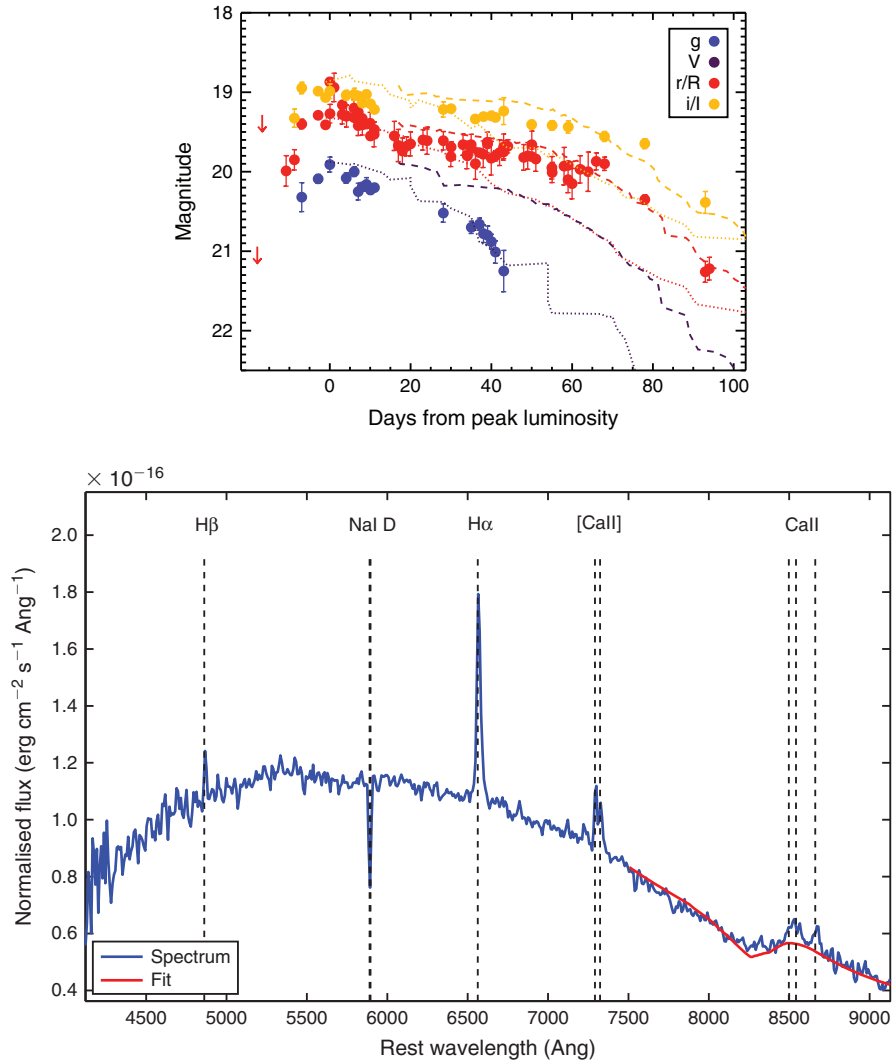 18
19
20
21
22
Magnitude
g
V
r/R
i/I
0
20
40
60
80
100
Days from peak luminosity
× 10−16
Hβ
NaI D
Hα
[CaII]
CaII
2.0
1.8
1.6
1.4
1.2
1.0
0.8
0.6
0.4
Normalised flux (erg cm−2 s−1 Ang−1)
Spectrum
Fit
4500
5000
5500
6000
6500
7000
7500
8000
8500
9000
Rest wavelength (Ang)